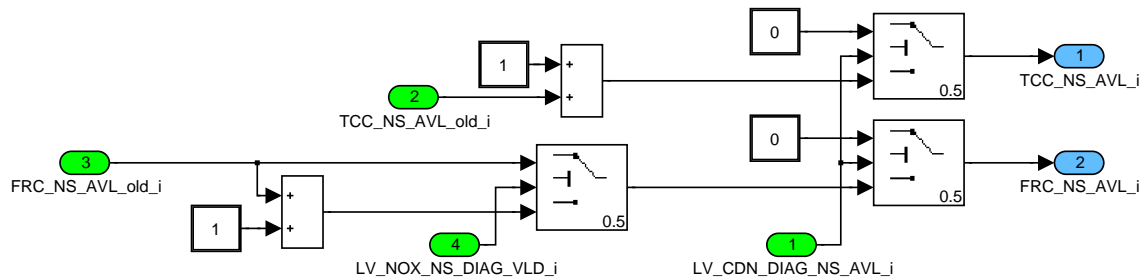 0
1
+
+
0.5
1
TCC_NS_AVL_i
2
TCC_NS_AVL_old_i
0
0.5
2
FRC_NS_AVL_i
3
FRC_NS_AVL_old_i
+
+
1
0.5
4
LV_NOX_NS_DIAG_VLD_i
1
LV_CDN_DIAG_NS_AVL_i